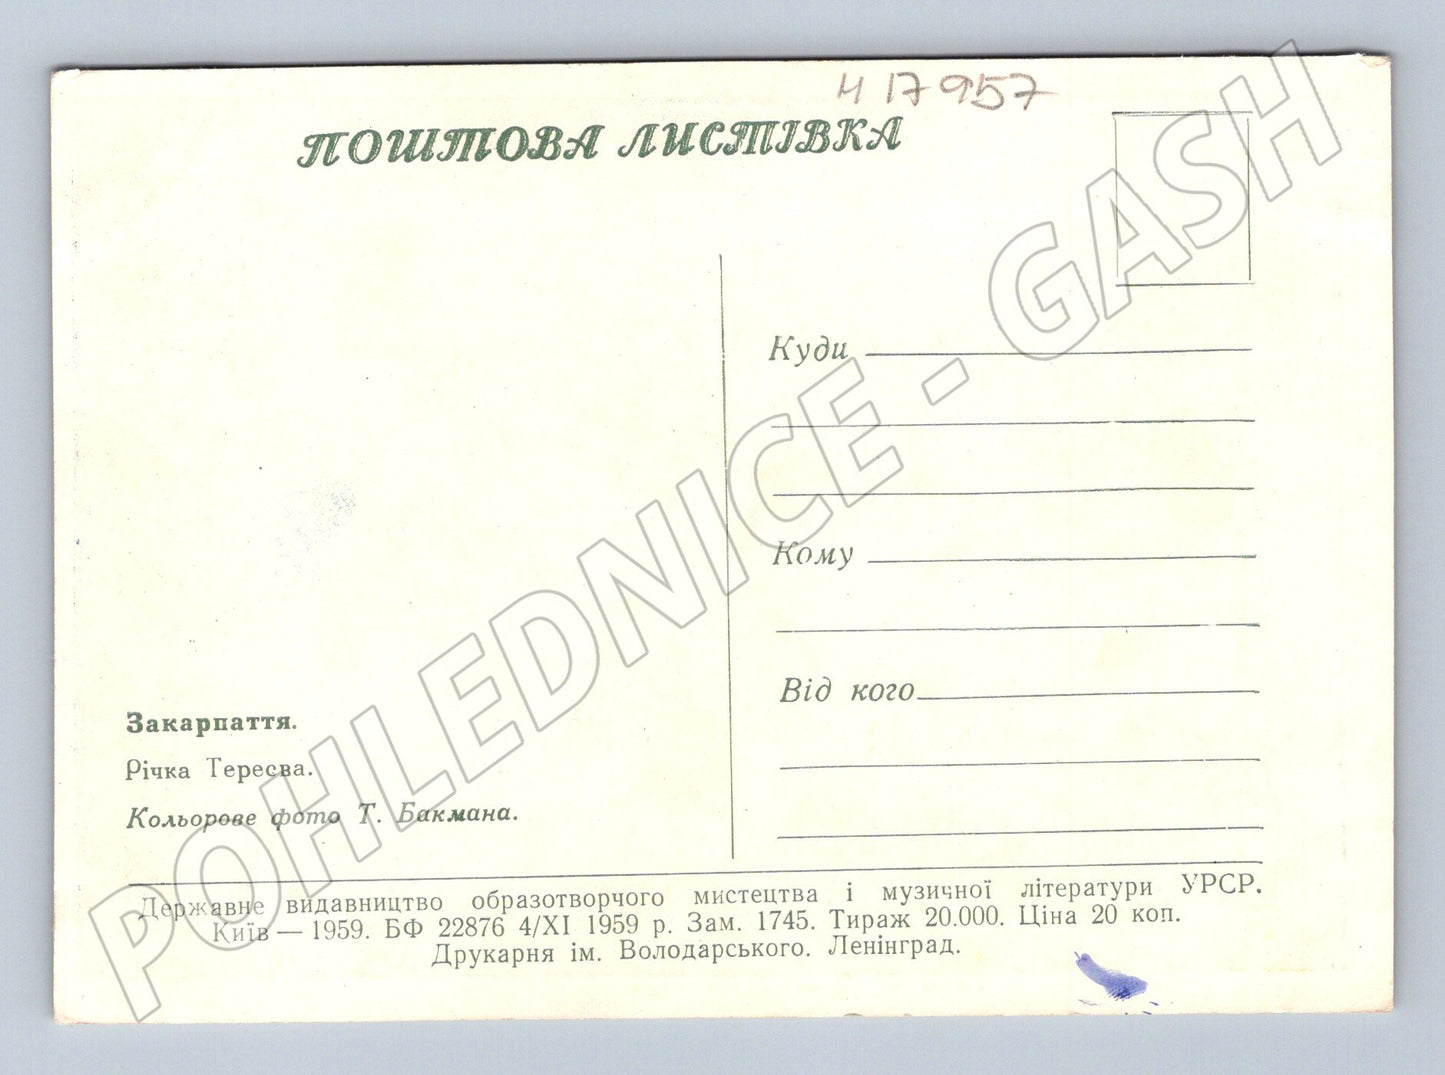 Ч 17957
ПОШТОВА ЛИСТІВКА
Куди
Кому
Від кого
Закарпаття.
Річка Тересва.
Кольорове фото Т. Бакмана.
Державне видавництво образотворчого мистецтва і музичної літератури УРСР.
Київ — 1959. БФ 22876 4/XI 1959 р. Зам. 1745. Тираж 20.000. Ціна 20 коп.
Друкарня ім. Володарського. Ленінград.
POHLEDNICE - GASH